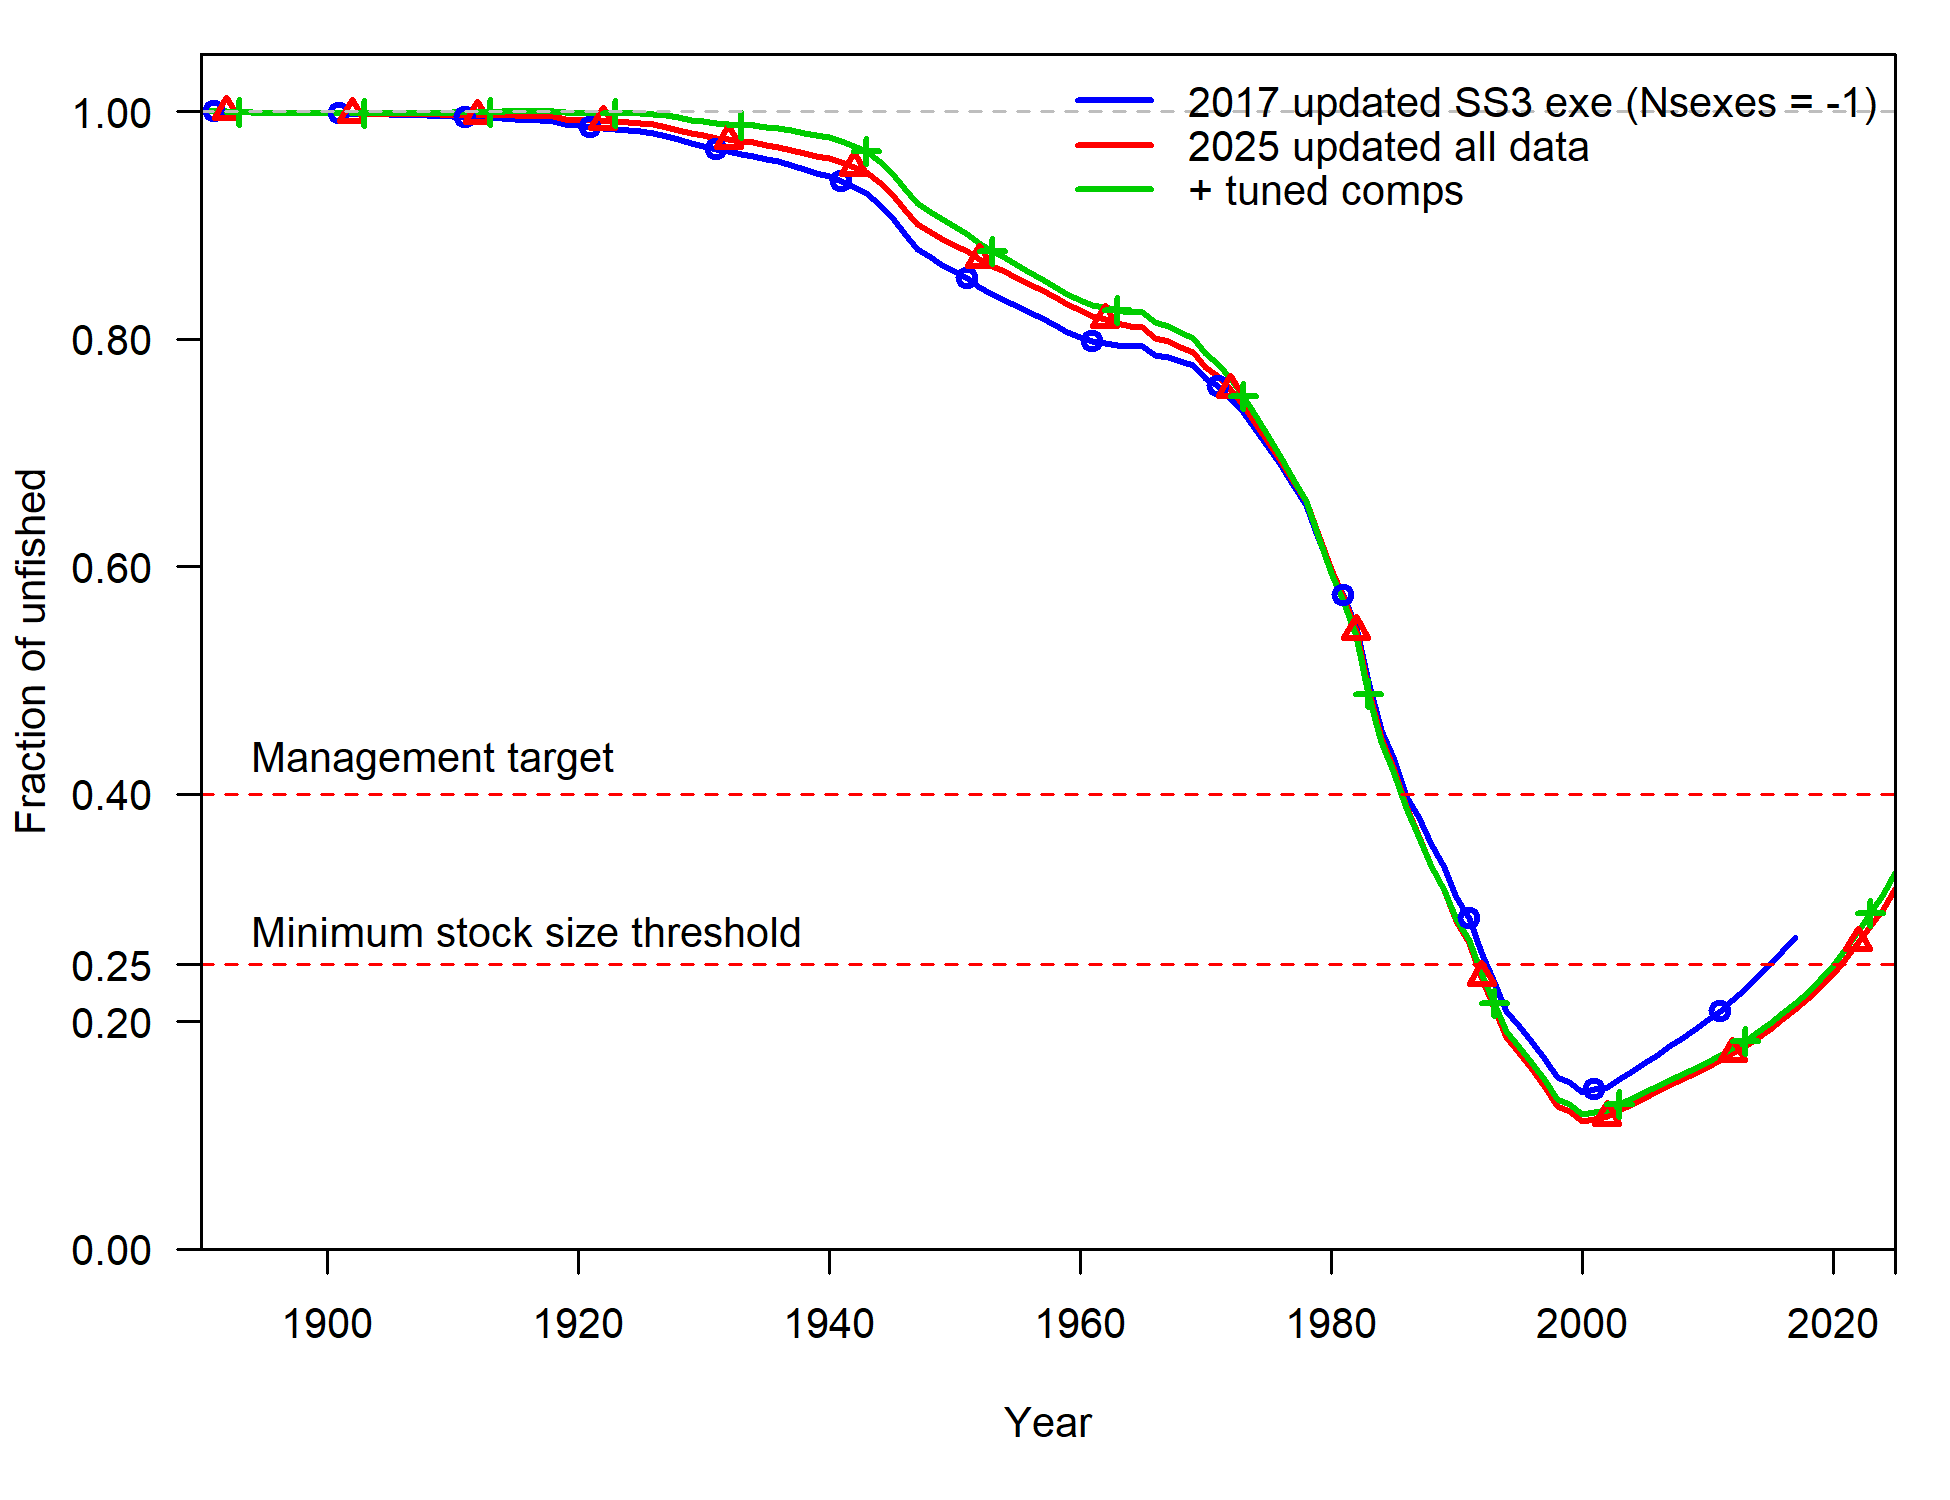 2017 updated SS3 exe (Nsexes = -1)
2025 updated all data
+ tuned comps
1.00
0.80
0.60
0.40
0.25
0.20
0.00
Fraction of unfished
Management target
Minimum stock size threshold
1900
1920
1940
1960
1980
2000
2020
Year